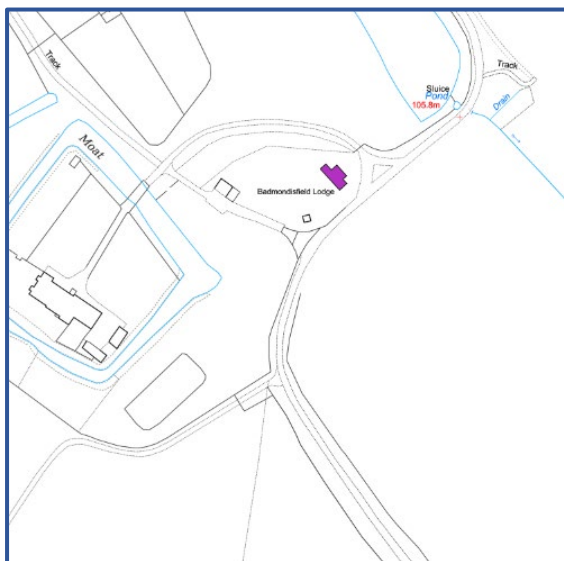 Track
Sluice
Pond
105.8m
Track
Drain
Moat
Badmondisfield Lodge